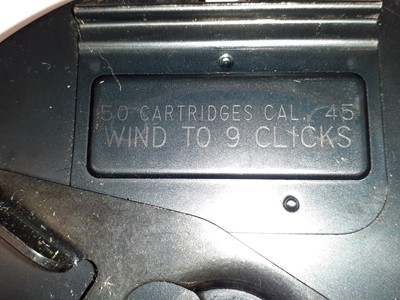 50 CARTRIDGES CAL. 45
WIND TO 9 CLICKS